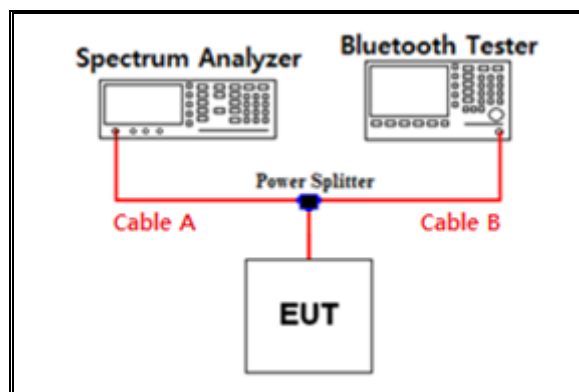 Spectrum Analyzer
Bluetooth Tester
Power Splitter
Cable A
Cable B
EUT